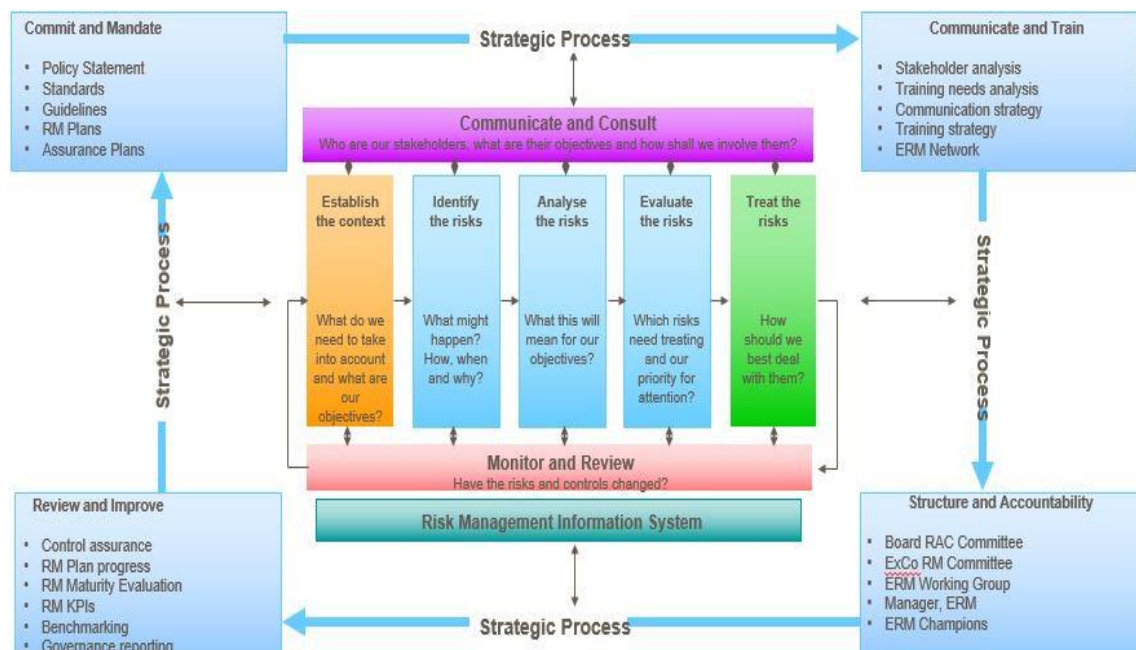 Commit and Mandate
• Policy Statement
• Standards
• Guidelines
• RM Plans
• Assurance Plans
Strategic Process
Communicate and Train
• Stakeholder analysis
• Training needs analysis
• Communication strategy
• Training strategy
• ERM Network
Communicate and Consult
Who are our stakeholders, what are their objectives and how shall we involve them?
Establish
the context
What do we
need to take
into account
and what are
our
objectives?
Identify
the risks
What might
happen?
How, when
and why?
Analyse
the risks
What this will
mean for our
objectives?
Evaluate
the risks
Which risks
need treating
and our
priority for
attention?
Treat the
risks
How
should we
best deal
with them?
Strategic Process
Strategic Process
Monitor and Review
Have the risks and controls changed?
Risk Management Information System
Review and Improve
• Control assurance
• RM Plan progress
• RM Maturity Evaluation
• RM KPIs
• Benchmarking
• Governance reporting
Strategic Process
Structure and Accountability
• Board RAC Committee
• ExCo RM Committee
• ERM Working Group
• Manager, ERM
• ERM Champions